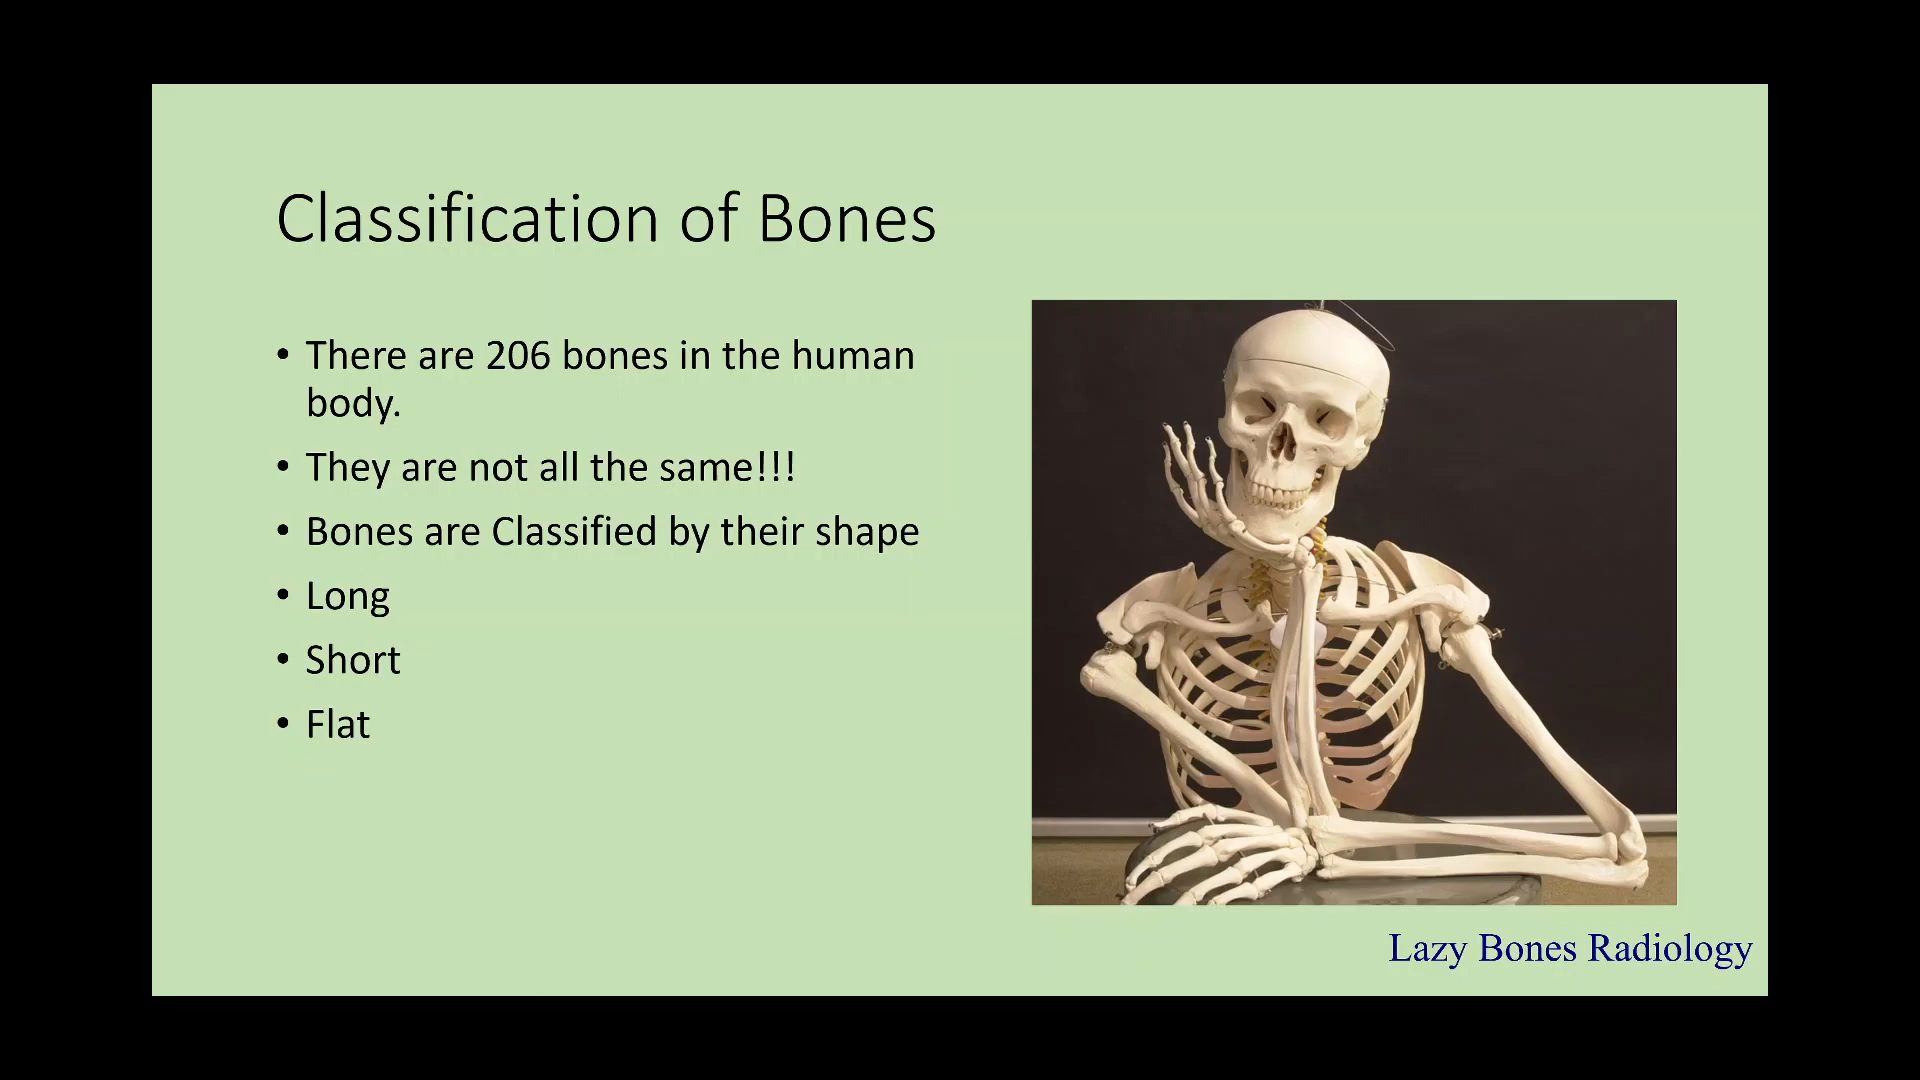 Classification of Bones
• There are 206 bones in the human
body.
• They are not all the same!!!
• Bones are Classified by their shape
• Long
• Short
• Flat
Lazy Bones Radiology